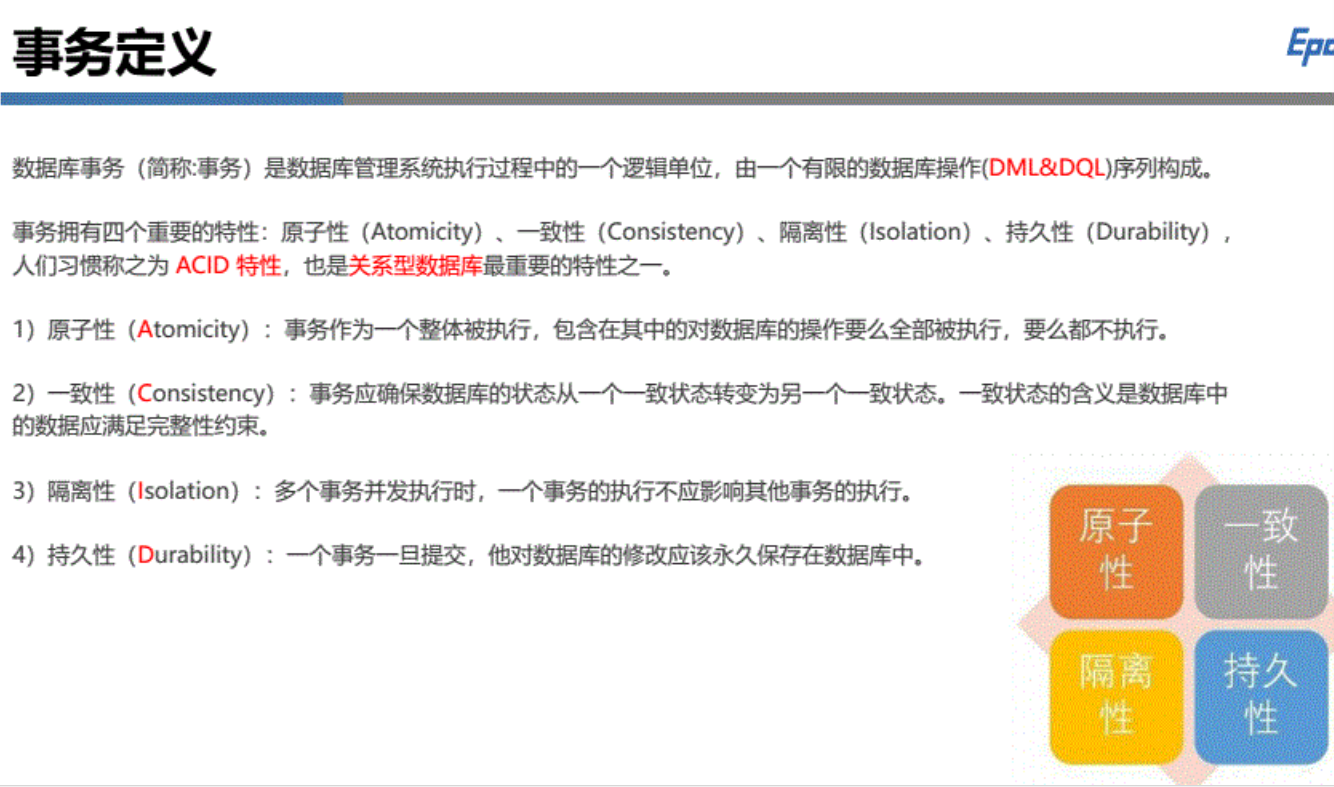 事务定义
Epo
数据库事务（简称:事务）是数据库管理系统执行过程中的一个逻辑单位，由一个有限的数据库操作(DML&DQL)序列构成。
事务拥有四个重要的特性：原子性（Atomicity）、一致性（Consistency）、隔离性（Isolation）、持久性（Durability），
人们习惯称之为 ACID 特性，也是关系型数据库最重要的特性之一。
1）原子性（Atomicity）：事务作为一个整体被执行，包含在其中的对数据库的操作要么全部被执行，要么都不执行。
2）一致性（Consistency）：事务应确保数据库的状态从一个一致状态转变为另一个一致状态。一致状态的含义是数据库中
的数据应满足完整性约束。
3）隔离性（Isolation）：多个事务并发执行时，一个事务的执行不应影响其他事务的执行。
4）持久性（Durability）：一个事务一旦提交，他对数据库的修改应该永久保存在数据库中。
原子
性
一致
性
隔离
性
持久
性